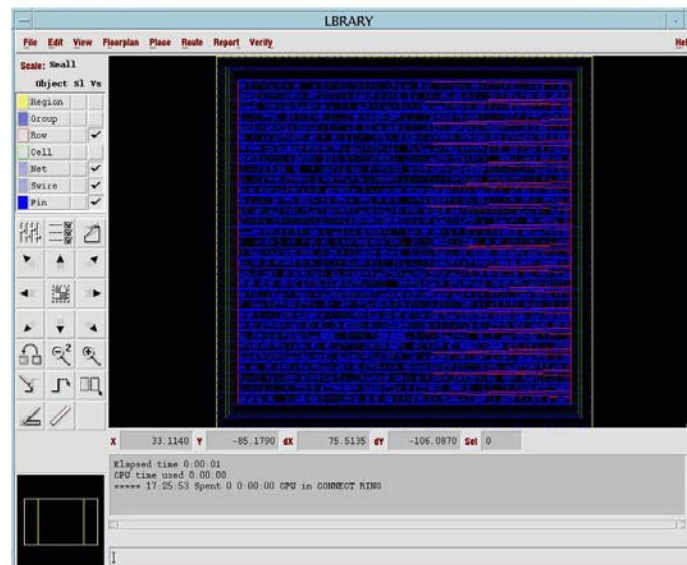 LBRARY
File Edit View Floorplan Place Route Report Verify Hel
Scale: Small
Object Sl Vs
Region
Group
Row
Cell
Net
Swire
Pin
2
X 33.1140 Y -85.1790 dX 75.5135 dY -106.0870 Sel 0
Elapsed time 0:00:01
CPU time used 0:00:00
===== 17:25:53 Spent 0 0:00:00 CPU in CONNECT RING